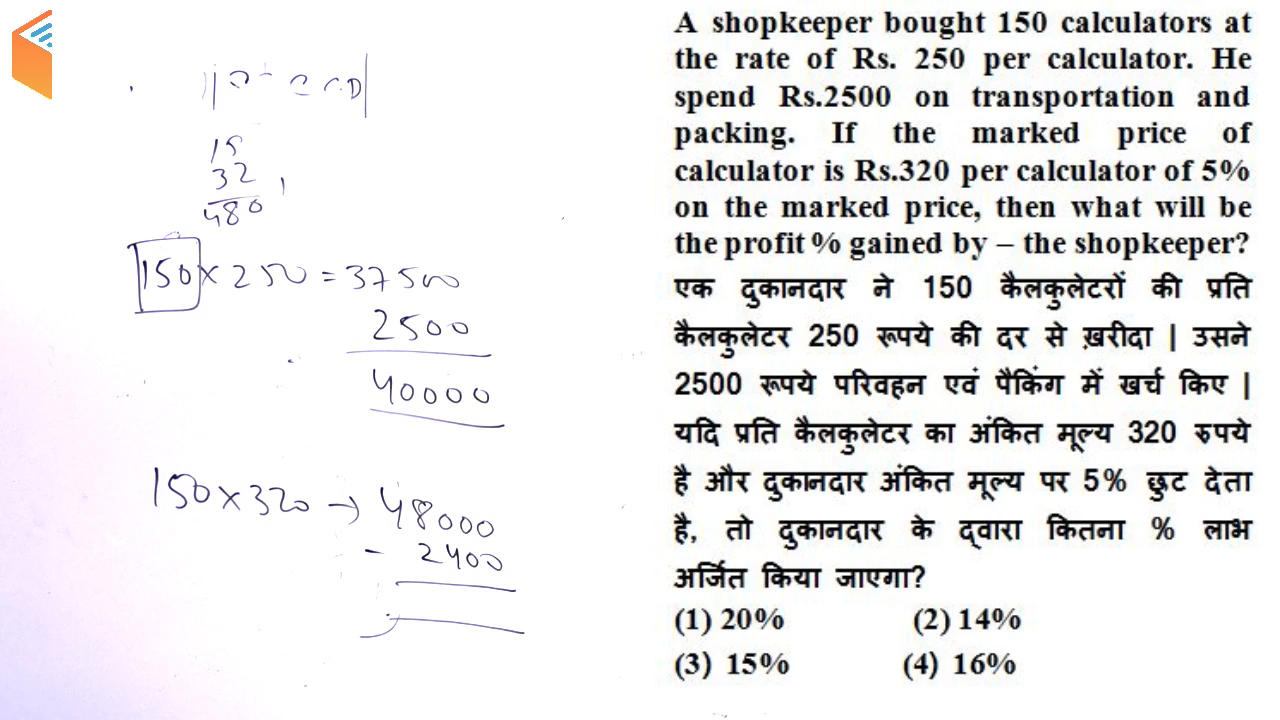 15
32
480
150 × 250 = 37500
2500
40000
150 × 320 → 48000
- 2400
A shopkeeper bought 150 calculators at
the rate of Rs. 250 per calculator. He
spend Rs.2500 on transportation and
packing. If the marked price of
calculator is Rs.320 per calculator of 5%
on the marked price, then what will be
the profit % gained by – the shopkeeper?
एक दुकानदार ने 150 कैलकुलेटरों की प्रति
कैलकुलेटर 250 रूपये की दर से ख़रीदा | उसने
2500 रूपये परिवहन एवं पैकिंग में खर्च किए |
यदि प्रति कैलकुलेटर का अंकित मूल्य 320 रुपये
है और दुकानदार अंकित मूल्य पर 5% छुट देता
है, तो दुकानदार के द्वारा कितना % लाभ
अर्जित किया जाएगा?
(1) 20% (2) 14%
(3) 15% (4) 16%